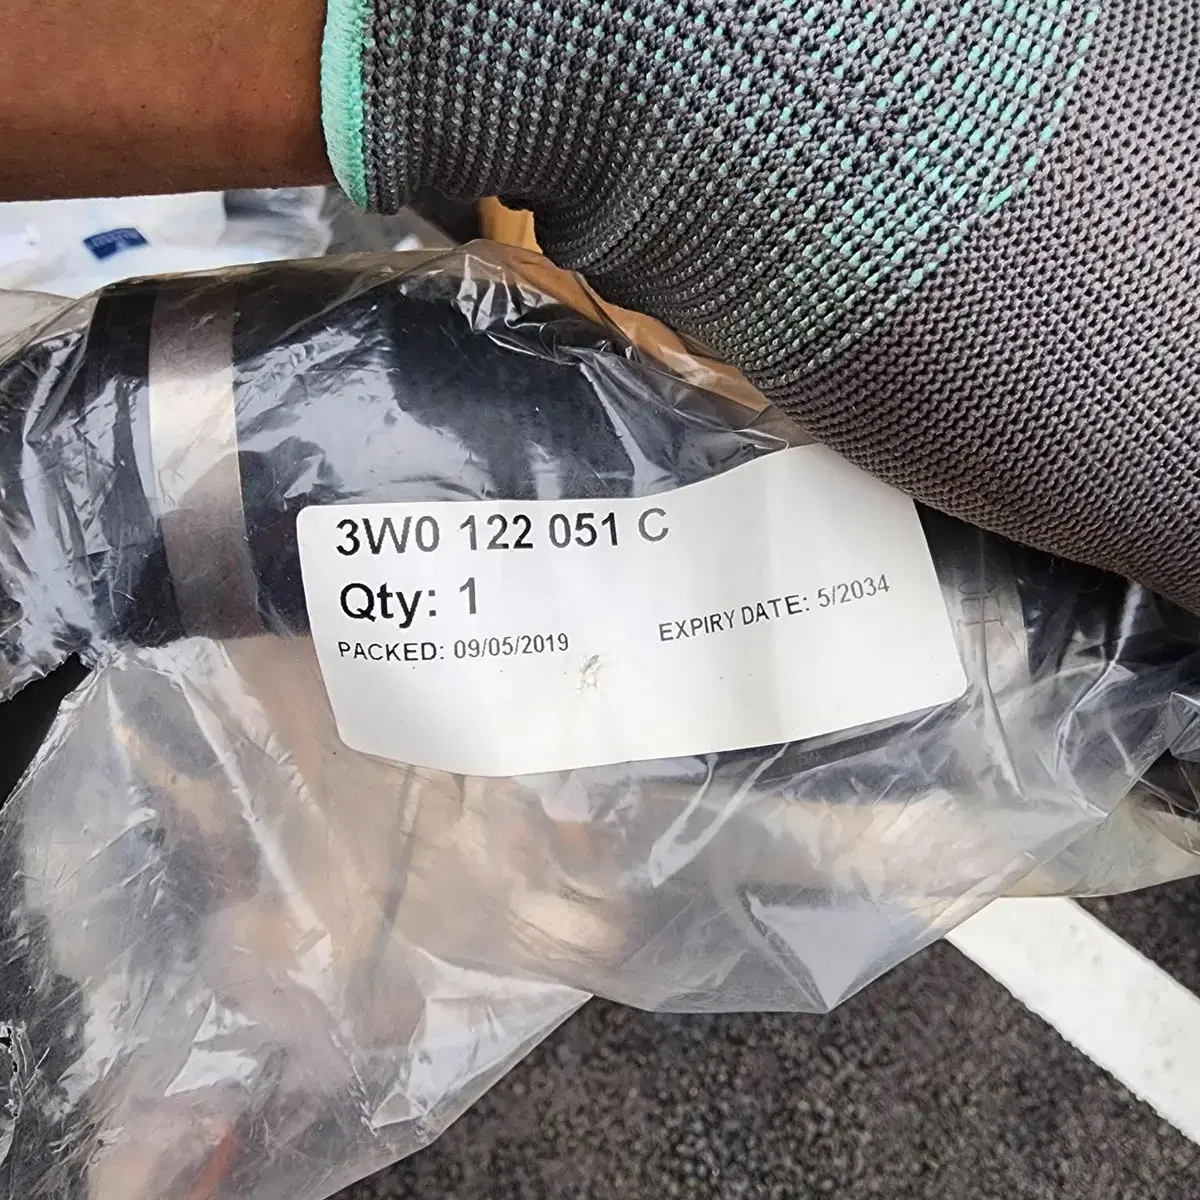 3W0 122 051 C
Qty: 1
PACKED: 09/05/2019
EXPIRY DATE: 5/2034